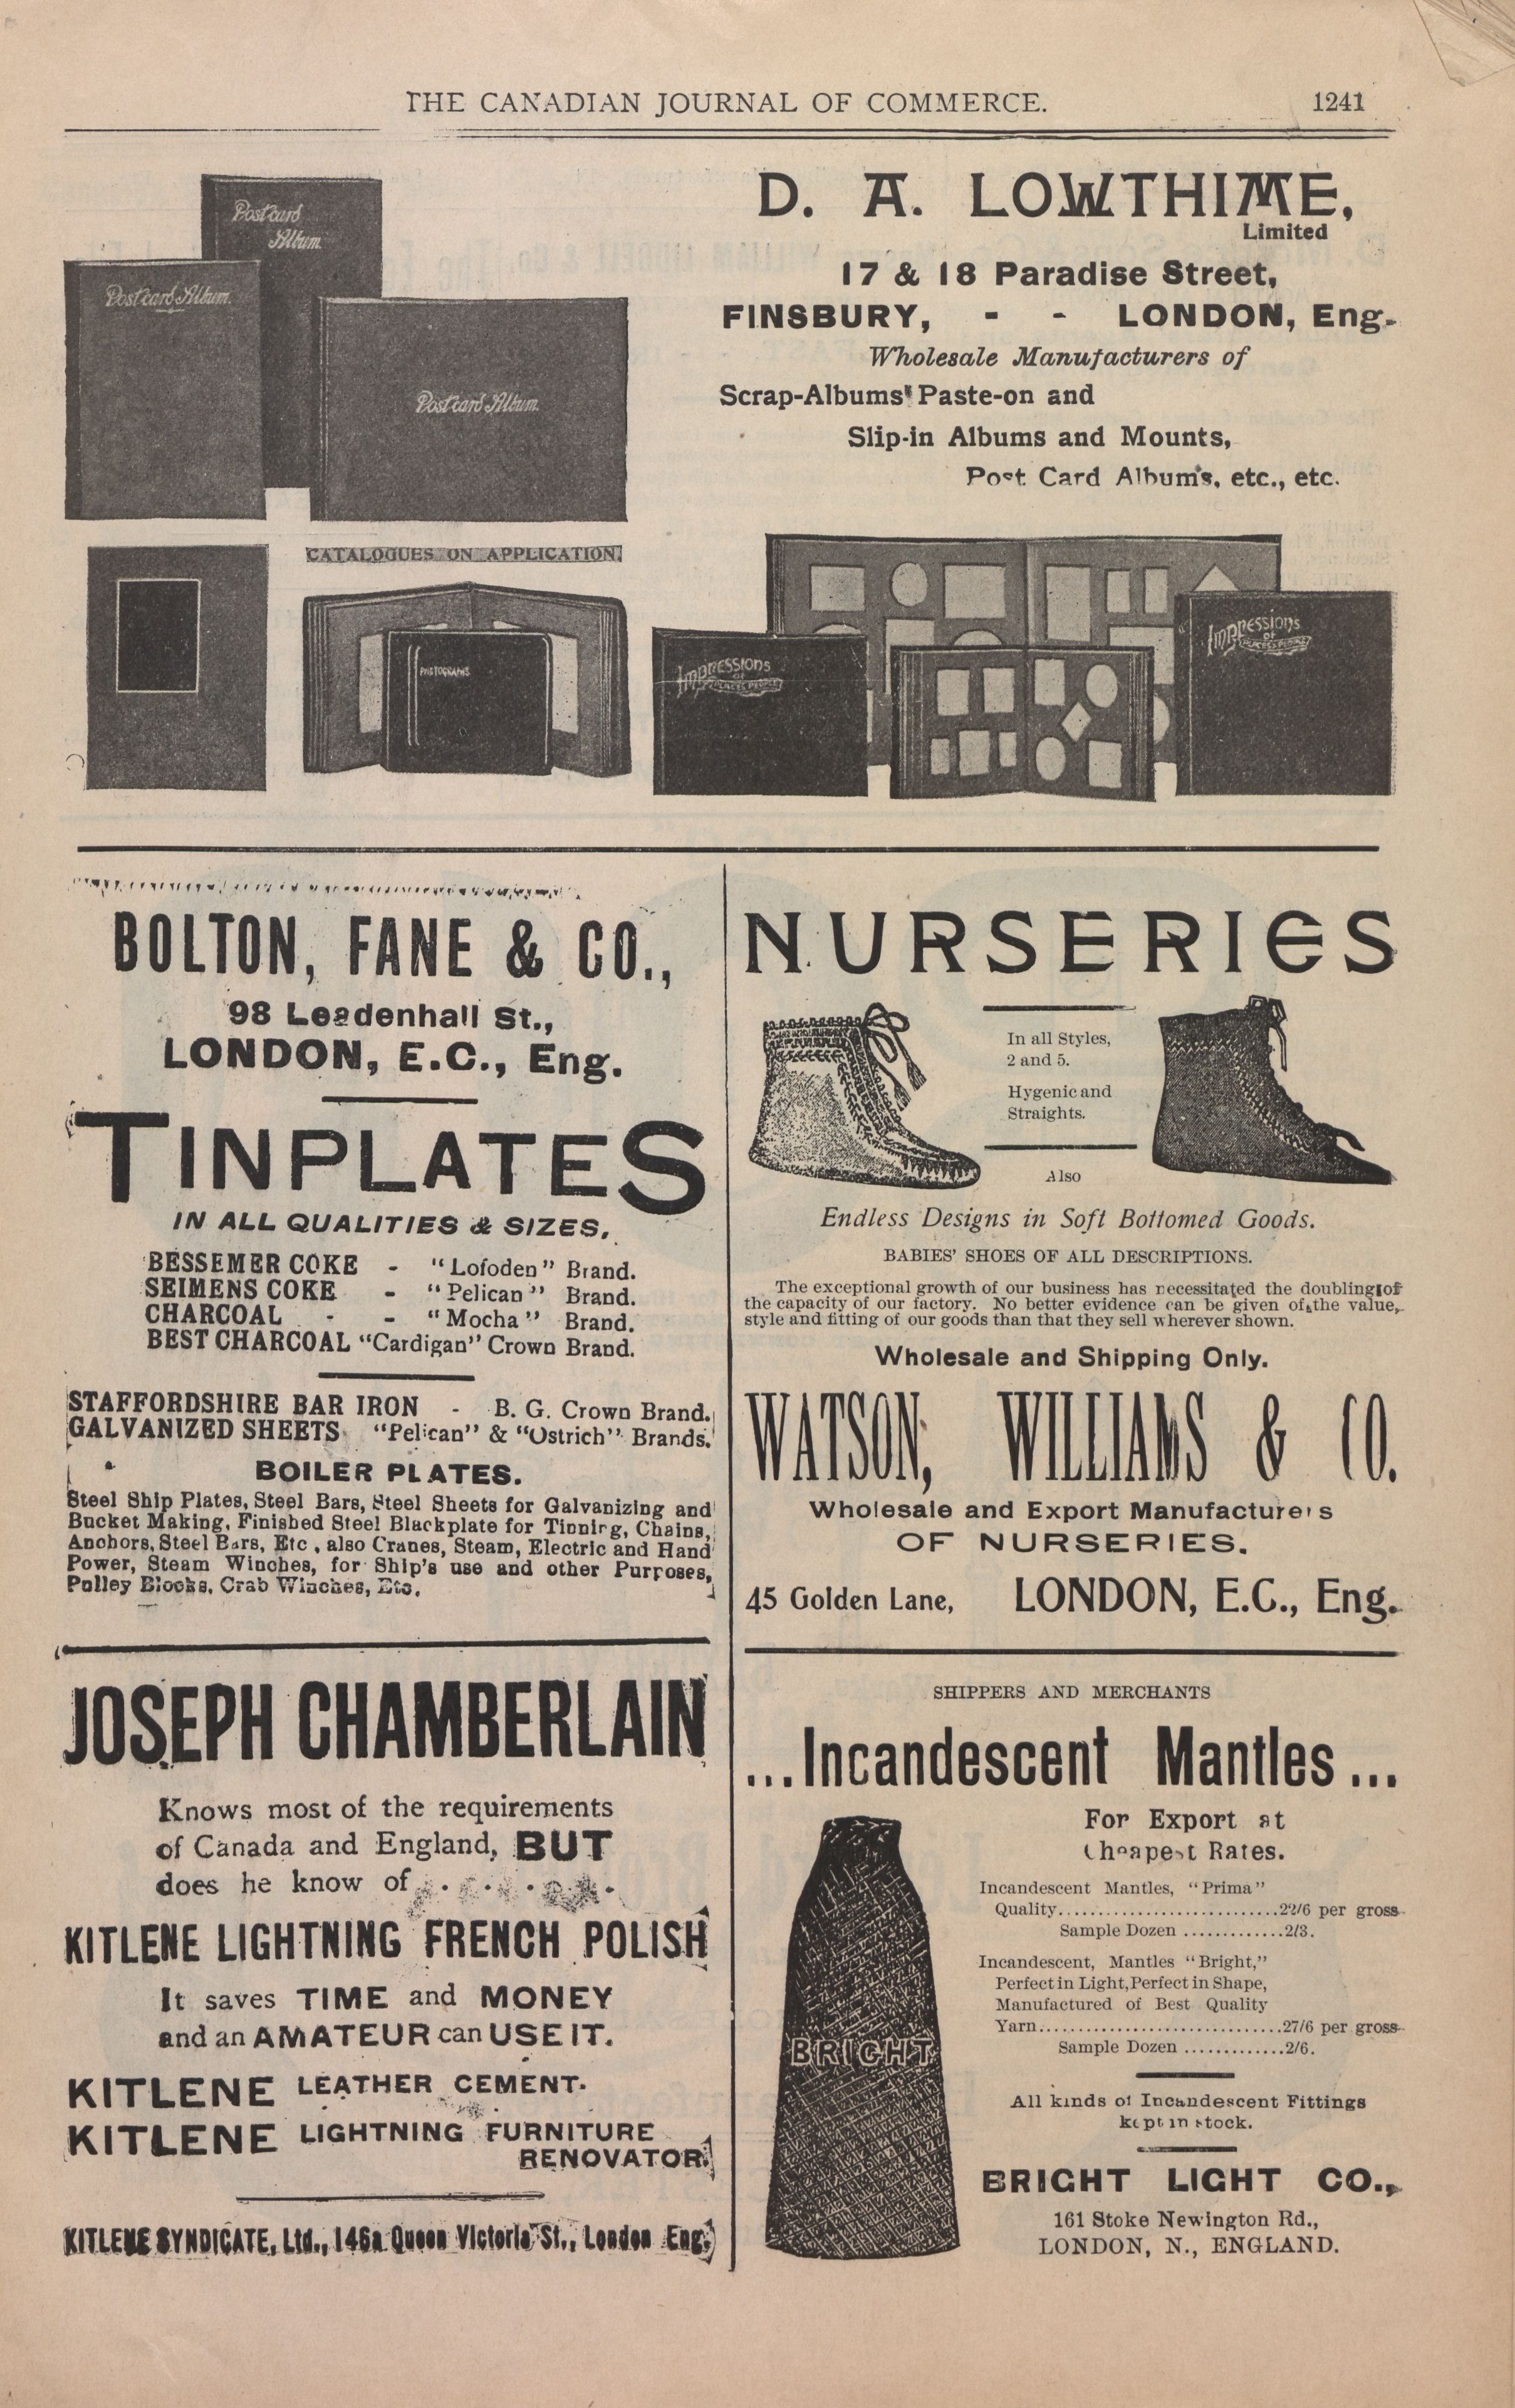 THE CANADIAN JOURNAL OF COMMERCE. 1241
Postcard
Album.
Postcard Album.
Postcard Album.
D. A. LOWTHIME,
Limited
17 & 18 Paradise Street,
FINSBURY, - - LONDON, Eng.
Wholesale Manufacturers of
Scrap-Albums' Paste-on and
Slip-in Albums and Mounts,
Post Card Albums, etc., etc.
CATALOGUES ON APPLICATION.
PHOTOGRAPHS
Impressions
OF
PLACES PEOPLE
Impressions
OF
PLACES PEOPLE
BOLTON, FANE & CO.,
98 Leadenhall St.,
LONDON, E.C., Eng.
TINPLATES
IN ALL QUALITIES & SIZES.
BESSEMER COKE - "Lofoden" Brand.
SEIMENS COKE - "Pelican" Brand.
CHARCOAL - - "Mocha" Brand.
BEST CHARCOAL "Cardigan" Crown Brand.
STAFFORDSHIRE BAR IRON - B. G. Crown Brand.
GALVANIZED SHEETS "Pelican" & "Ostrich" Brands.
BOILER PLATES.
Steel Ship Plates, Steel Bars, Steel Sheets for Galvanizing and
Bucket Making, Finished Steel Blackplate for Tinning, Chains,
Anchors, Steel Bars, Etc., also Cranes, Steam, Electric and Hand
Power, Steam Winches, for Ship's use and other Purposes,
Pulley Blocks, Crab Winches, Etc.
NURSERIES
In all Styles,
2 and 5.
Hygenic and
Straights.
Also
Endless Designs in Soft Bottomed Goods.
BABIES' SHOES OF ALL DESCRIPTIONS.
The exceptional growth of our business has necessitated the doubling of
the capacity of our factory. No better evidence can be given of the value,
style and fitting of our goods than that they sell wherever shown.
Wholesale and Shipping Only.
WATSON, WILLIAMS & CO.
Wholesale and Export Manufacturers
OF NURSERIES.
45 Golden Lane, LONDON, E.C., Eng.
JOSEPH CHAMBERLAIN
Knows most of the requirements
of Canada and England, BUT
does he know of . . . . . .
KITLENE LIGHTNING FRENCH POLISH
It saves TIME and MONEY
and an AMATEUR can USE IT.
KITLENE LEATHER CEMENT.
KITLENE LIGHTNING FURNITURE
RENOVATOR.
KITLENE SYNDICATE, Ltd., 146a Queen Victoria St., London Eng.
SHIPPERS AND MERCHANTS
...Incandescent Mantles...
For Export at
Cheapest Rates.
Incandescent Mantles, "Prima"
Quality............................22/6 per gross
Sample Dozen .............2/3.
Incandescent, Mantles "Bright,"
Perfect in Light, Perfect in Shape,
Manufactured of Best Quality
Yarn...............................27/6 per gross
Sample Dozen .............2/6.
BRIGHT
All kinds of Incandescent Fittings
kept in stock.
BRIGHT LIGHT CO.,
161 Stoke Newington Rd.,
LONDON, N., ENGLAND.